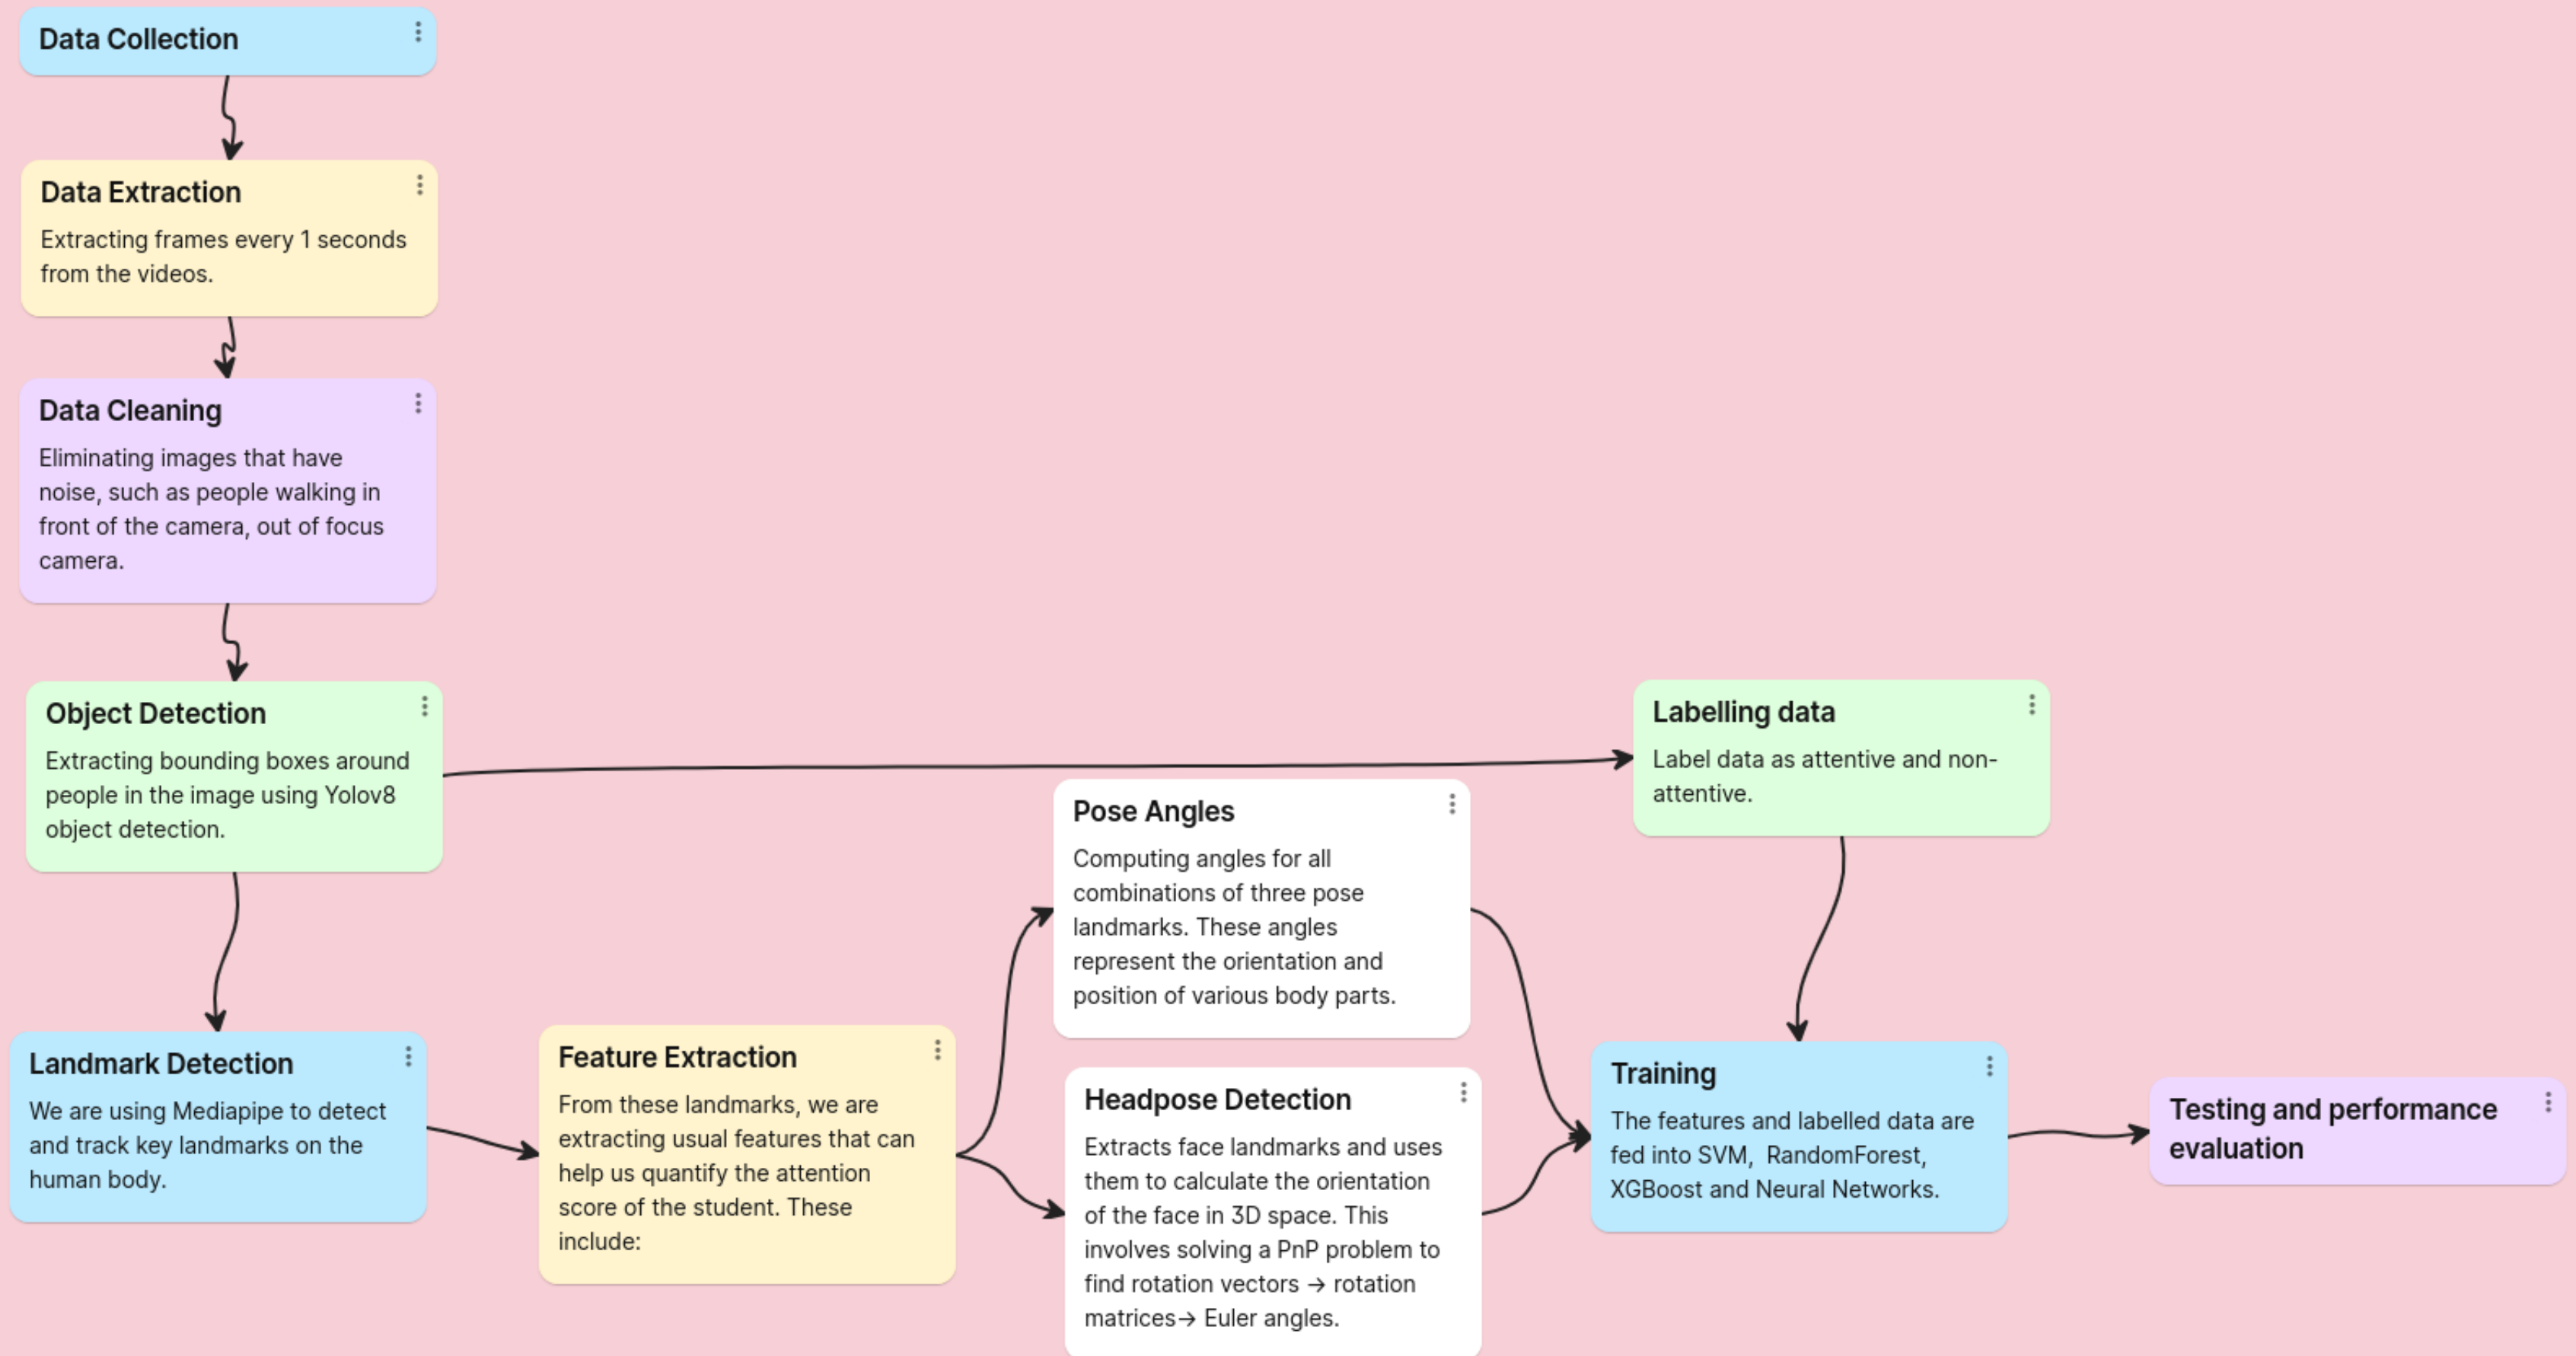 Data Collection
Data Extraction
Extracting frames every 1 seconds
from the videos.
Data Cleaning
Eliminating images that have
noise, such as people walking in
front of the camera, out of focus
camera.
Object Detection
Extracting bounding boxes around
people in the image using Yolov8
object detection.
Labelling data
Label data as attentive and non-
attentive.
Landmark Detection
We are using Mediapipe to detect
and track key landmarks on the
human body.
Feature Extraction
From these landmarks, we are
extracting usual features that can
help us quantify the attention
score of the student. These
include:
Pose Angles
Computing angles for all
combinations of three pose
landmarks. These angles
represent the orientation and
position of various body parts.
Headpose Detection
Extracts face landmarks and uses
them to calculate the orientation
of the face in 3D space. This
involves solving a PnP problem to
find rotation vectors → rotation
matrices→ Euler angles.
Training
The features and labelled data are
fed into SVM,  RandomForest,
XGBoost and Neural Networks.
Testing and performance
evaluation